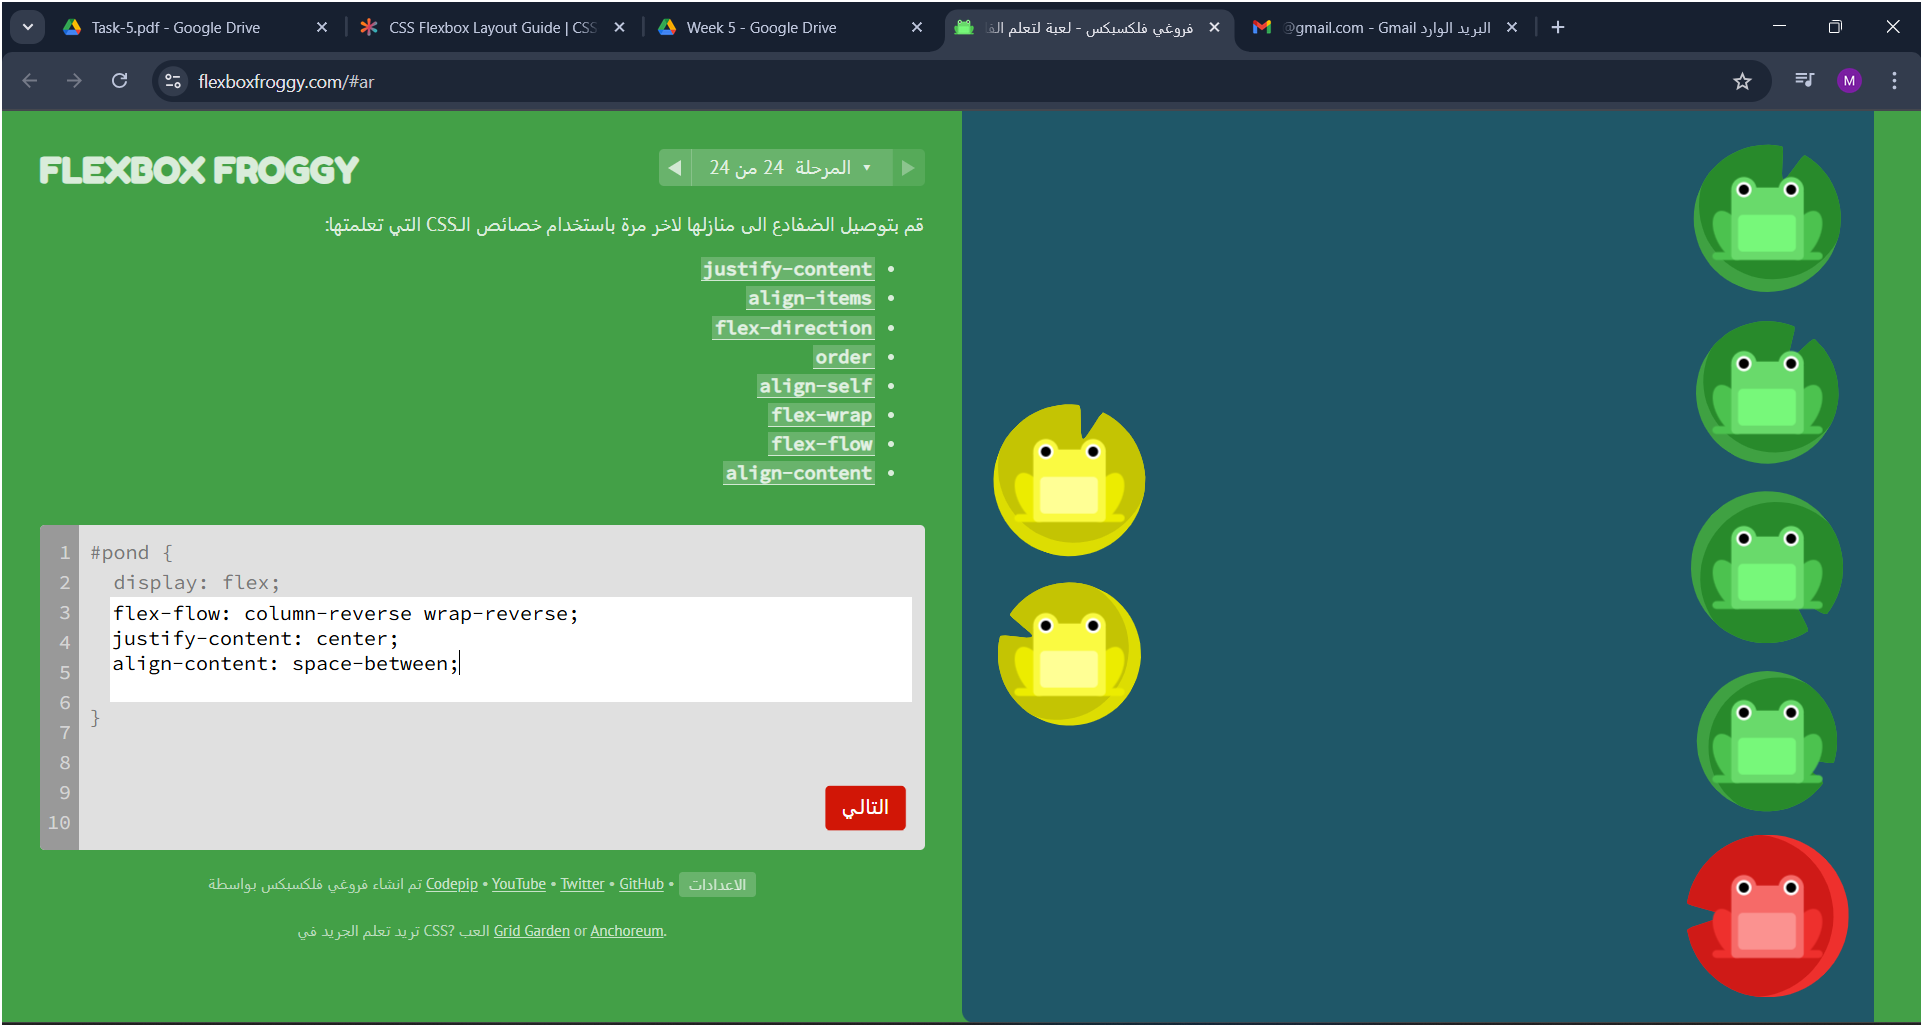 Task-5.pdf - Google Drive
CSS Flexbox Layout Guide | CSS
Week 5 - Google Drive
فروغي فلكسبكس - لعبة لتعلم
البريد الوارد @gmail.com - Gmail
flexboxfroggy.com/#ar
M
FLEXBOX FROGGY
المرحلة 24 من 24
قم بتوصيل الضفادع الى منازلها لاخر مرة باستخدام خصائص الـCSS التي تعلمتها:
• justify-content
• align-items
• flex-direction
• order
• align-self
• flex-wrap
• flex-flow
• align-content
1 #pond {
2 display: flex;
3 flex-flow: column-reverse wrap-reverse;
4 justify-content: center;
5 align-content: space-between;
6
7 }
8
9
10
التالي
تم انشاء فروغي فلكسبكس بواسطة Codepip • YouTube • Twitter • GitHub • الاعدادات
تريد تعلم الجريد في CSS? العب Grid Garden or Anchoreum.